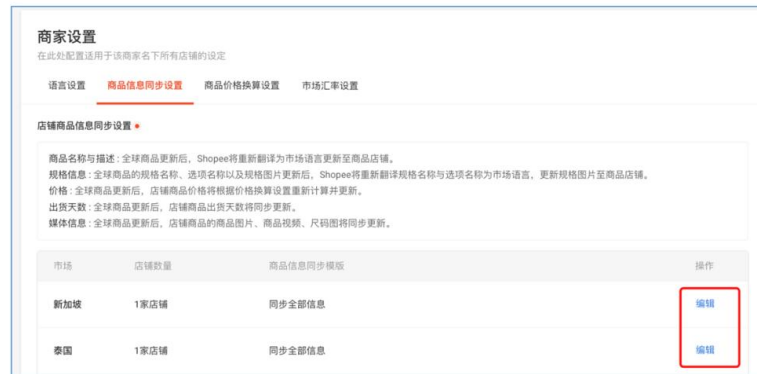 商家设置
在此处配置适用于该商家名下所有店铺的设定
语言设置 商品信息同步设置 商品价格换算设置 市场汇率设置
店铺商品信息同步设置
商品名称与描述：全球商品更新后，Shopee将重新翻译为市场语言更新至商品店铺。
规格信息：全球商品的规格名称、选项名称以及规格图片更新后，Shopee将重新翻译规格名称与选项名称为市场语言，更新规格图片至商品店铺。
价格：全球商品更新后，店铺商品价格将根据价格换算设置重新计算并更新。
出货天数：全球商品更新后，店铺商品出货天数将同步更新。
媒体信息：全球商品更新后，店铺商品的商品图片、商品视频、尺码图将同步更新。
市场 店铺数量 商品信息同步模版 操作
新加坡 1家店铺 同步全部信息 编辑
泰国 1家店铺 同步全部信息 编辑